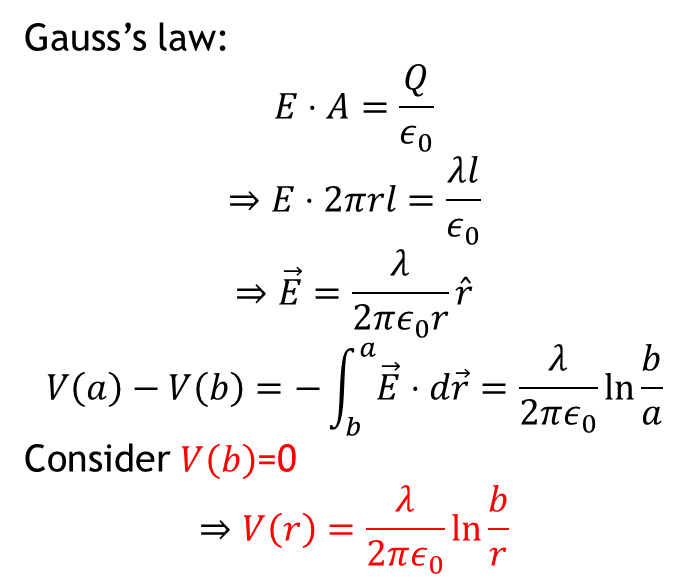 Gauss's law:
E · A = Q/ϵ₀
⇒ E · 2πrl = λl/ϵ₀
⇒ E⃗ = λ/(2πϵ₀r) r̂
V(a) − V(b) = − ∫_b^a E⃗ · dr⃗ = λ/(2πϵ₀) ln b/a
Consider V(b)=0
⇒ V(r) = λ/(2πϵ₀) ln b/r